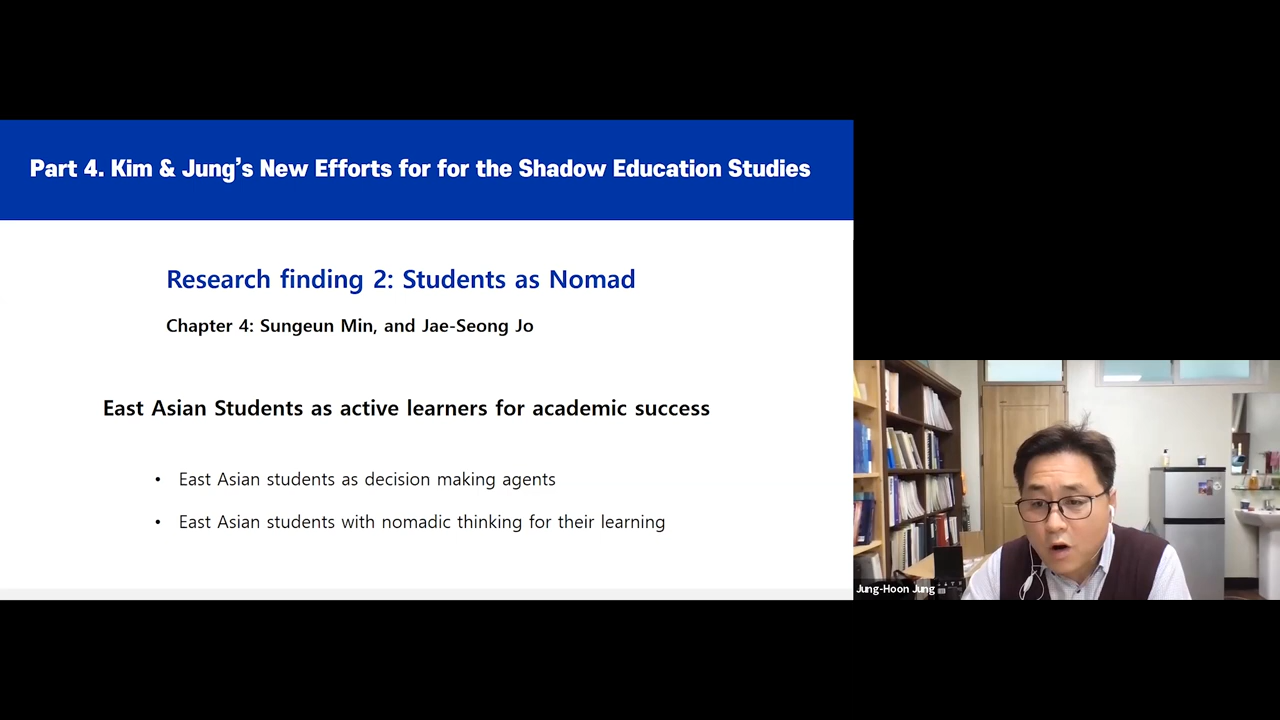 Part 4. Kim & Jung's New Efforts for for the Shadow Education Studies
Research finding 2: Students as Nomad
Chapter 4: Sungeun Min, and Jae-Seong Jo
East Asian Students as active learners for academic success
• East Asian students as decision making agents
• East Asian students with nomadic thinking for their learning
Jung-Hoon Jung